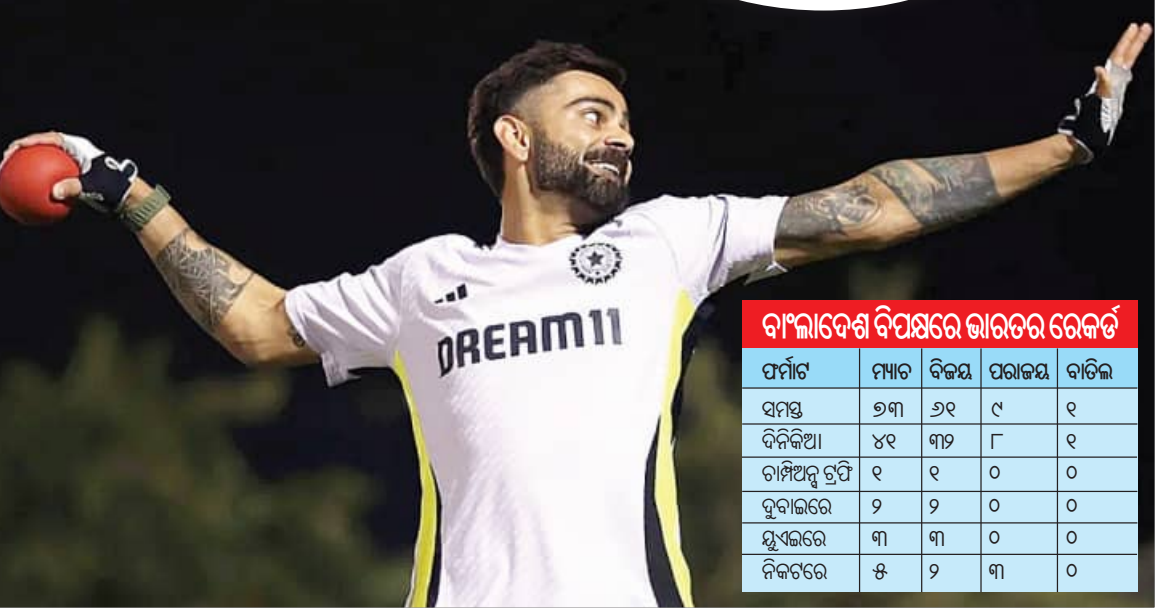 DREAM11
ବାଂଲାଦେଶ ବିପକ୍ଷରେ ଭାରତର ରେକର୍ଡ
ଫର୍ମାଟ ମ୍ୟାଚ ବିଜୟ ପରାଜୟ ବାତିଲ
ସମସ୍ତ ୭୩ ୬୧ ୯ ୧
ଦିନିକିଆ ୪୧ ୩୨ ୮ ୧
ଚାମ୍ପିଅନ୍ସ ଟ୍ରଫି ୧ ୧ ୦ ୦
ଦୁବାଇରେ ୨ ୨ ୦ ୦
ୟୁଏଇରେ ୩ ୩ ୦ ୦
ନିକଟରେ ୫ ୨ ୩ ୦